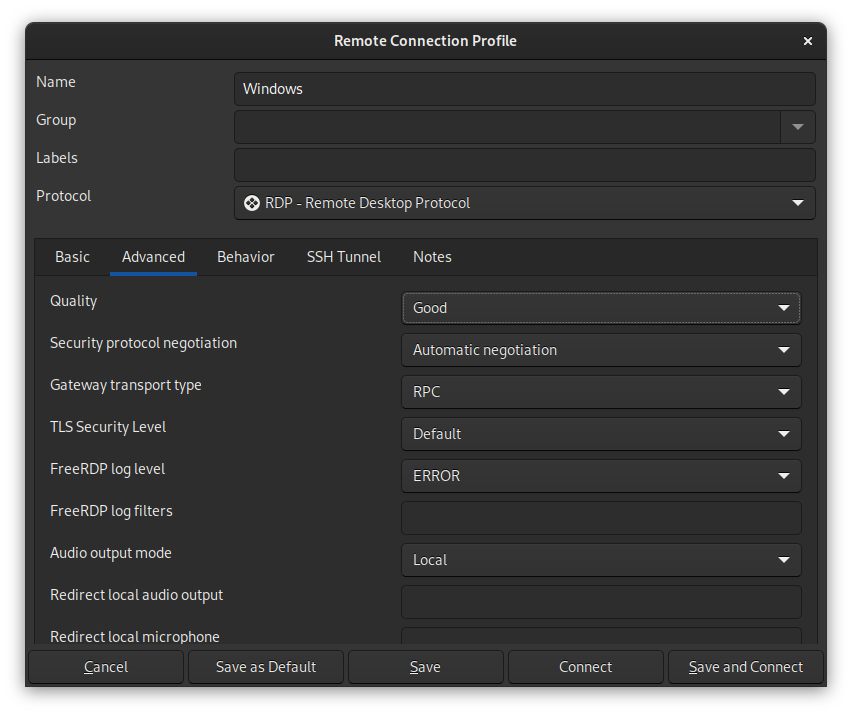 Remote Connection Profile
Name
Windows
Group
Labels
Protocol
RDP - Remote Desktop Protocol
Basic Advanced Behavior SSH Tunnel Notes
Quality
Good
Security protocol negotiation
Automatic negotiation
Gateway transport type
RPC
TLS Security Level
Default
FreeRDP log level
ERROR
FreeRDP log filters
Audio output mode
Local
Redirect local audio output
Redirect local microphone
Cancel Save as Default Save Connect Save and Connect